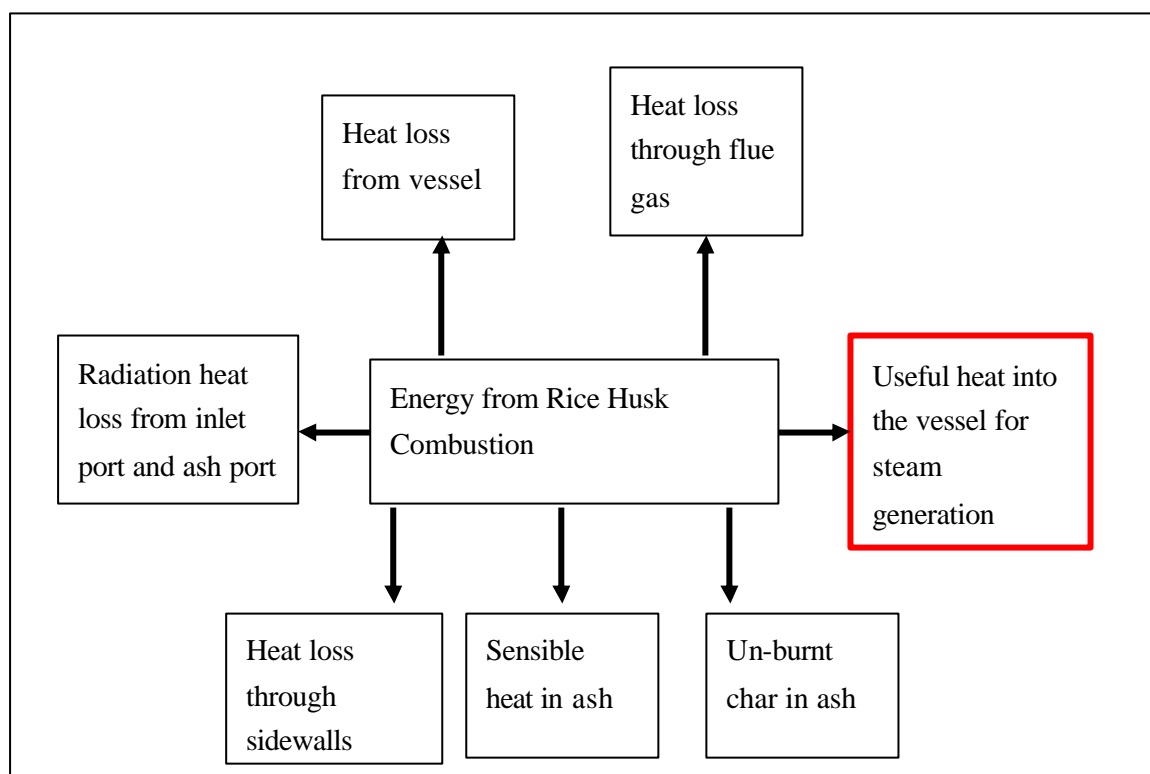 Heat loss
from vessel
Heat loss
through flue
gas
Radiation heat
loss from inlet
port and ash port
Energy from Rice Husk
Combustion
Useful heat into
the vessel for
steam
generation
Heat loss
through
sidewalls
Sensible
heat in ash
Un-burnt
char in ash